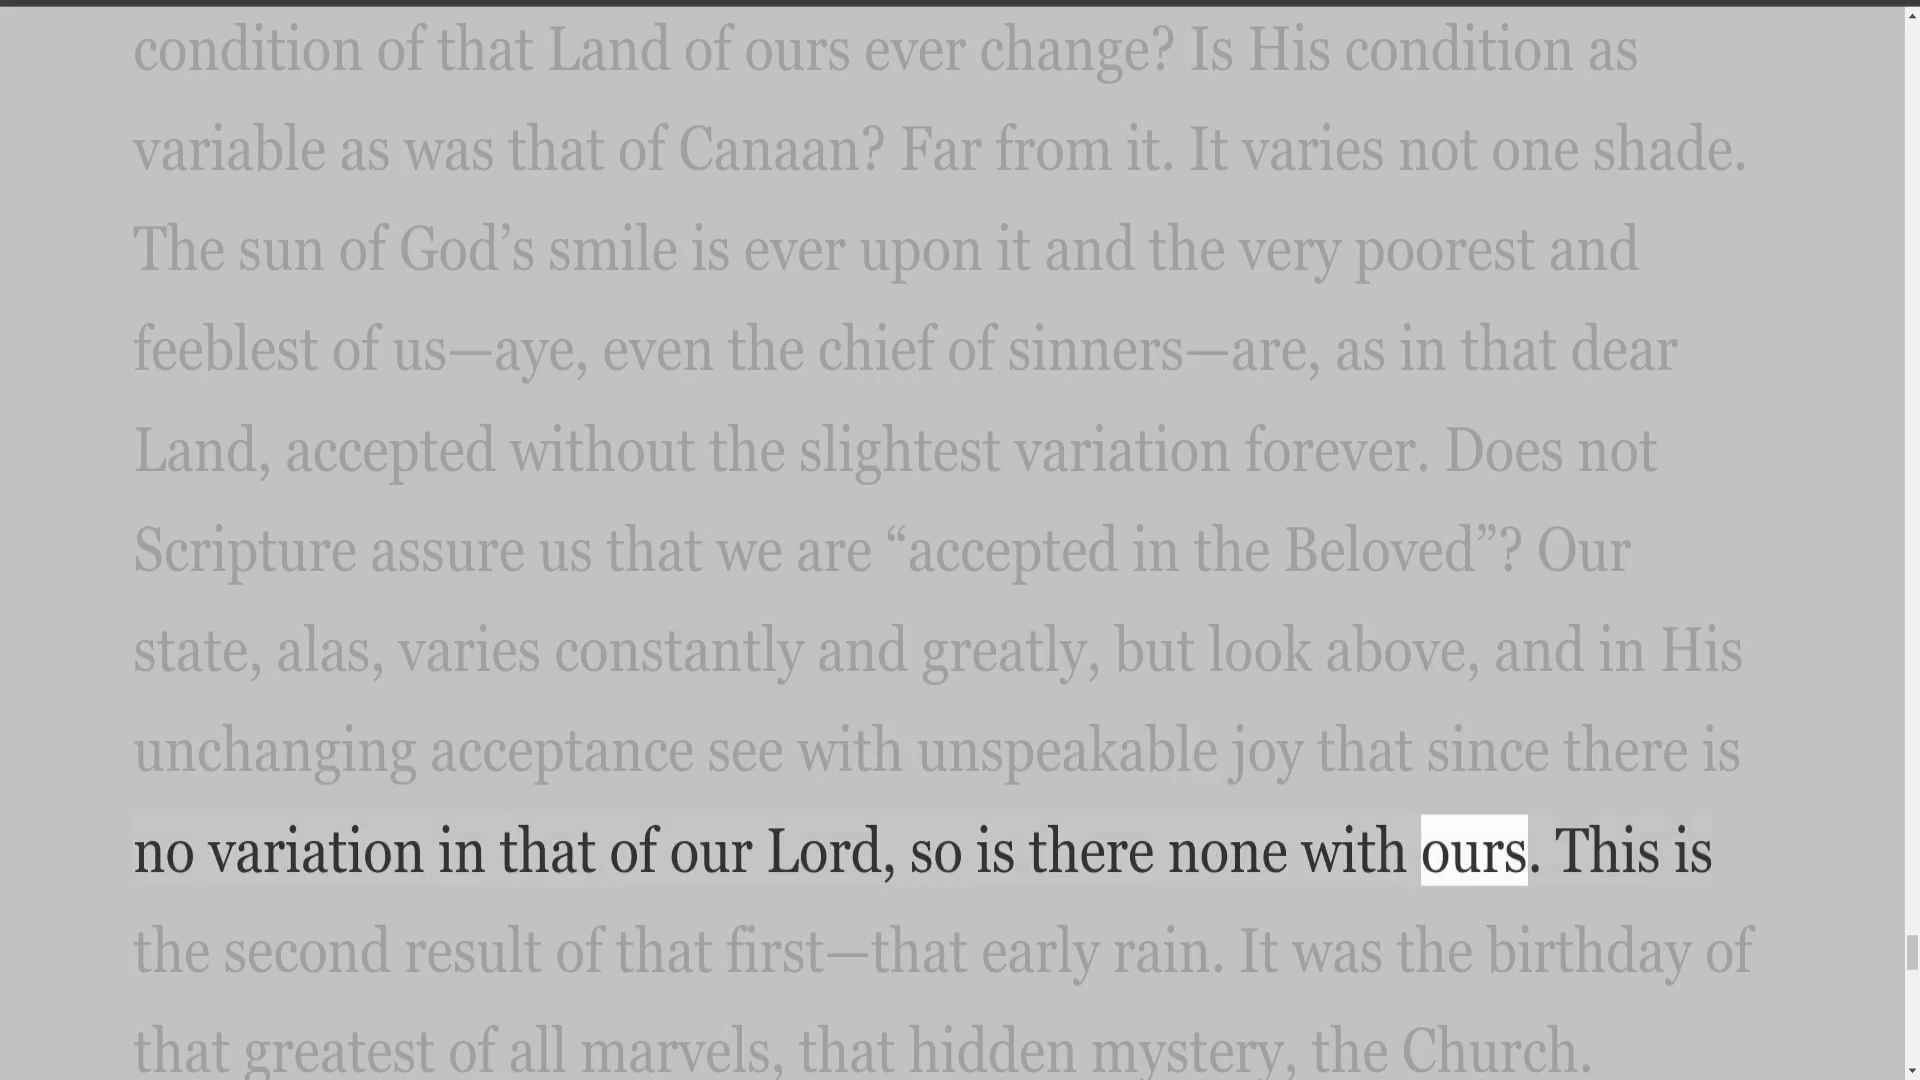 condition of that Land of ours ever change? Is His condition as
variable as was that of Canaan? Far from it. It varies not one shade.
The sun of God’s smile is ever upon it and the very poorest and
feeblest of us—aye, even the chief of sinners—are, as in that dear
Land, accepted without the slightest variation forever. Does not
Scripture assure us that we are “accepted in the Beloved”? Our
state, alas, varies constantly and greatly, but look above, and in His
unchanging acceptance see with unspeakable joy that since there is
no variation in that of our Lord, so is there none with ours. This is
the second result of that first—that early rain. It was the birthday of
that greatest of all marvels, that hidden mystery, the Church.